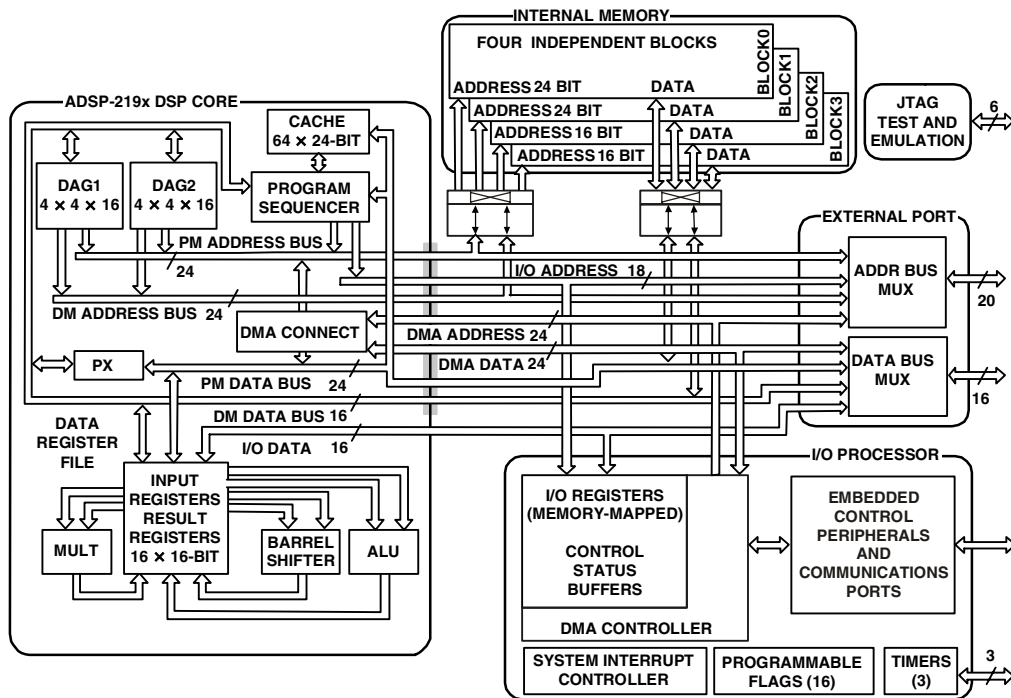 INTERNAL MEMORY
FOUR INDEPENDENT BLOCKS
BLOCK0
ADDRESS 24 BIT DATA
BLOCK1
ADDRESS 24 BIT DATA
BLOCK2
ADDRESS 16 BIT DATA
BLOCK3
ADDRESS 16 BIT DATA
JTAG
TEST AND
EMULATION
6
ADSP-219x DSP CORE
CACHE
64 × 24-BIT
DAG1
4 × 4 × 16
DAG2
4 × 4 × 16
PROGRAM
SEQUENCER
PM ADDRESS BUS
24
I/O ADDRESS 18
DM ADDRESS BUS 24
DMA CONNECT
DMA ADDRESS 24
DMA DATA 24
PX
PM DATA BUS 24
DM DATA BUS 16
I/O DATA 16
EXTERNAL PORT
ADDR BUS
MUX
20
DATA BUS
MUX
16
DATA
REGISTER
FILE
INPUT
REGISTERS
RESULT
REGISTERS
16 × 16-BIT
MULT
BARREL
SHIFTER
ALU
I/O PROCESSOR
I/O REGISTERS
(MEMORY-MAPPED)
CONTROL
STATUS
BUFFERS
DMA CONTROLLER
EMBEDDED
CONTROL
PERIPHERALS
AND
COMMUNICATIONS
PORTS
SYSTEM INTERRUPT
CONTROLLER
PROGRAMMABLE
FLAGS (16)
TIMERS
(3)
3